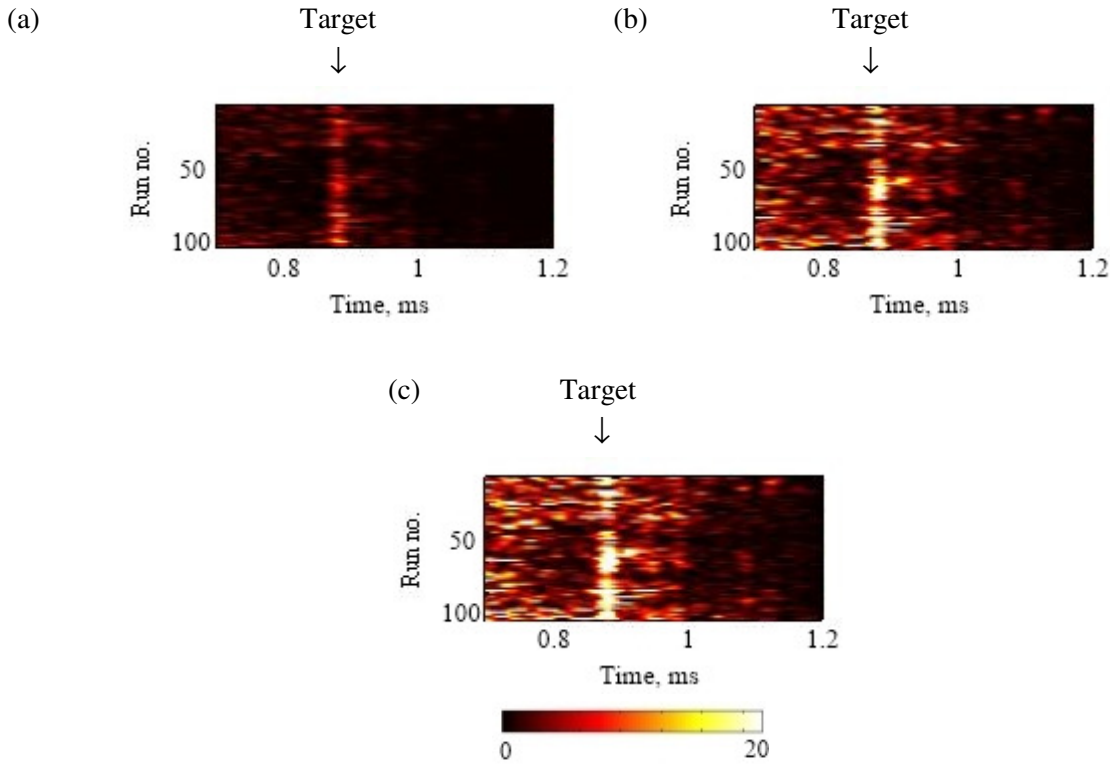 (a)
Target
↓
Run no.
50
100
0.8 1 1.2
Time, ms
(b)
Target
↓
Run no.
50
100
0.8 1 1.2
Time, ms
(c)
Target
↓
Run no.
50
100
0.8 1 1.2
Time, ms
0 20